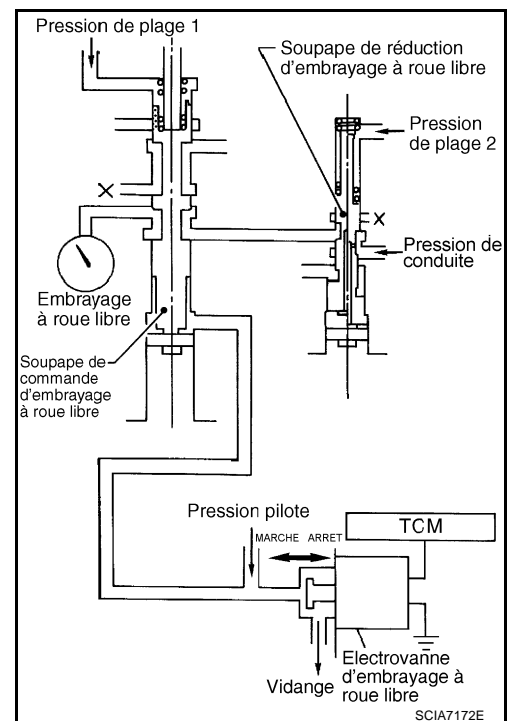 Pression de plage 1
Soupape de réduction
d'embrayage à roue libre
Pression
de plage 2
Pression de
conduite
Embrayage
à roue libre
Soupape de
commande
d'embrayage
à roue libre
Pression pilote
MARCHE ARRET
TCM
Vidange
Electrovanne
d'embrayage à
roue libre
SCIA7172E